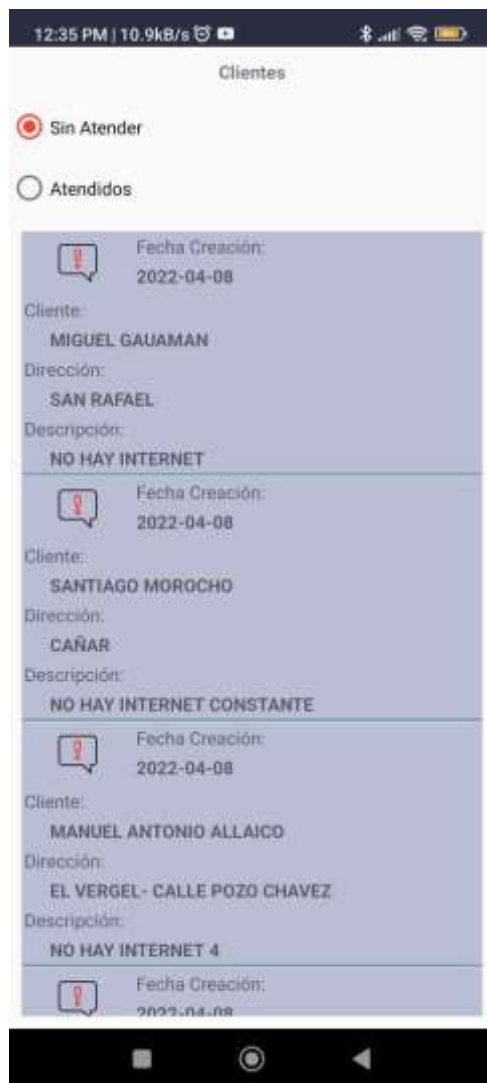 12:35 PM | 10.9kB/s
Clientes
Sin Atender
Atendidos
Fecha Creación:
2022-04-08
Cliente:
MIGUEL GAUAMAN
Dirección:
SAN RAFAEL
Descripción:
NO HAY INTERNET
Fecha Creación:
2022-04-08
Cliente:
SANTIAGO MOROCHO
Dirección:
CAÑAR
Descripción:
NO HAY INTERNET CONSTANTE
Fecha Creación:
2022-04-08
Cliente:
MANUEL ANTONIO ALLAICO
Dirección:
EL VERGEL- CALLE POZO CHAVEZ
Descripción:
NO HAY INTERNET 4
Fecha Creación:
2022-04-08